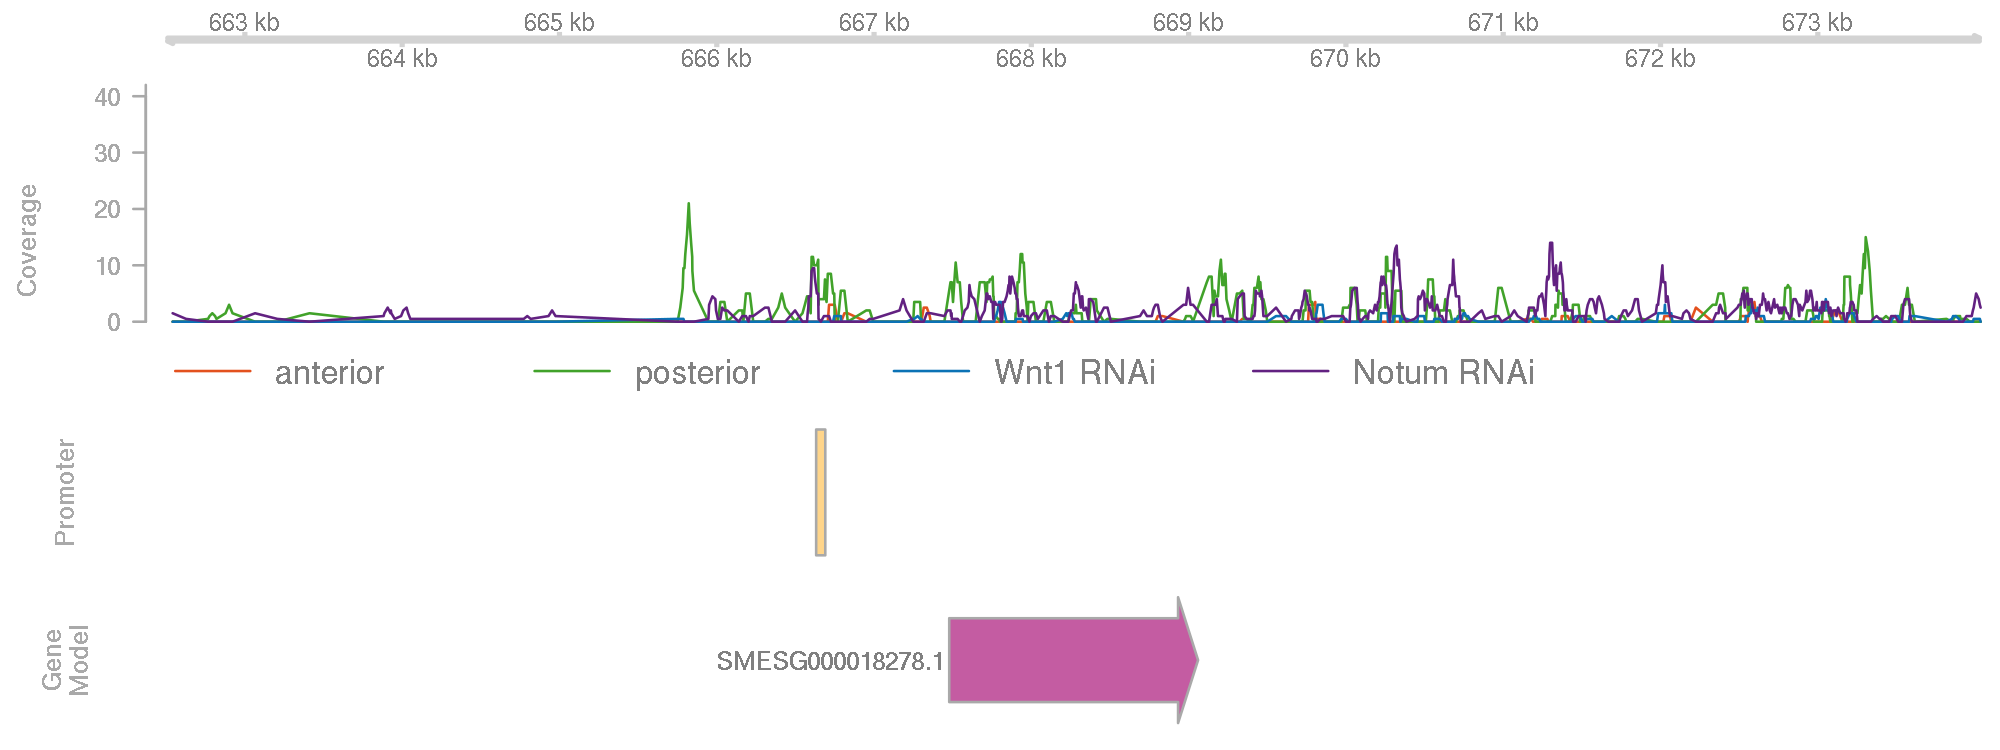 663 kb 665 kb 667 kb 669 kb 671 kb 673 kb
664 kb 666 kb 668 kb 670 kb 672 kb
Coverage
40
30
20
10
0
anterior posterior Wnt1 RNAi Notum RNAi
Promoter
Gene
Model
SMESG000018278.1